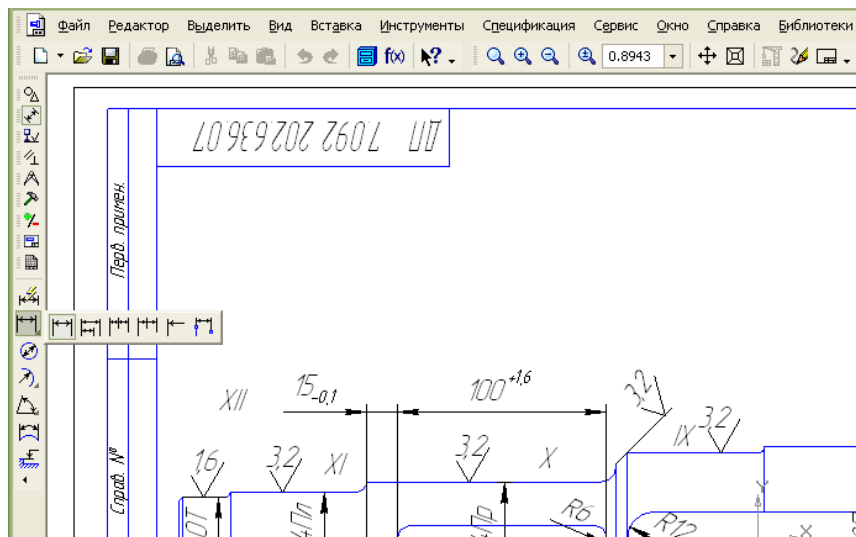 Файл Редактор Выделить Вид Вставка Инструменты Спецификация Сервис Окно Справка Библиотеки
f(x) 0.8943
ДП 7.092.202.636.07
Перв. примен.
Справ. №
XII 15-0,1 100+1,6 3,2
1,6 3,2 XI 3,2 X IX 3,2
R6 R12
Y
X